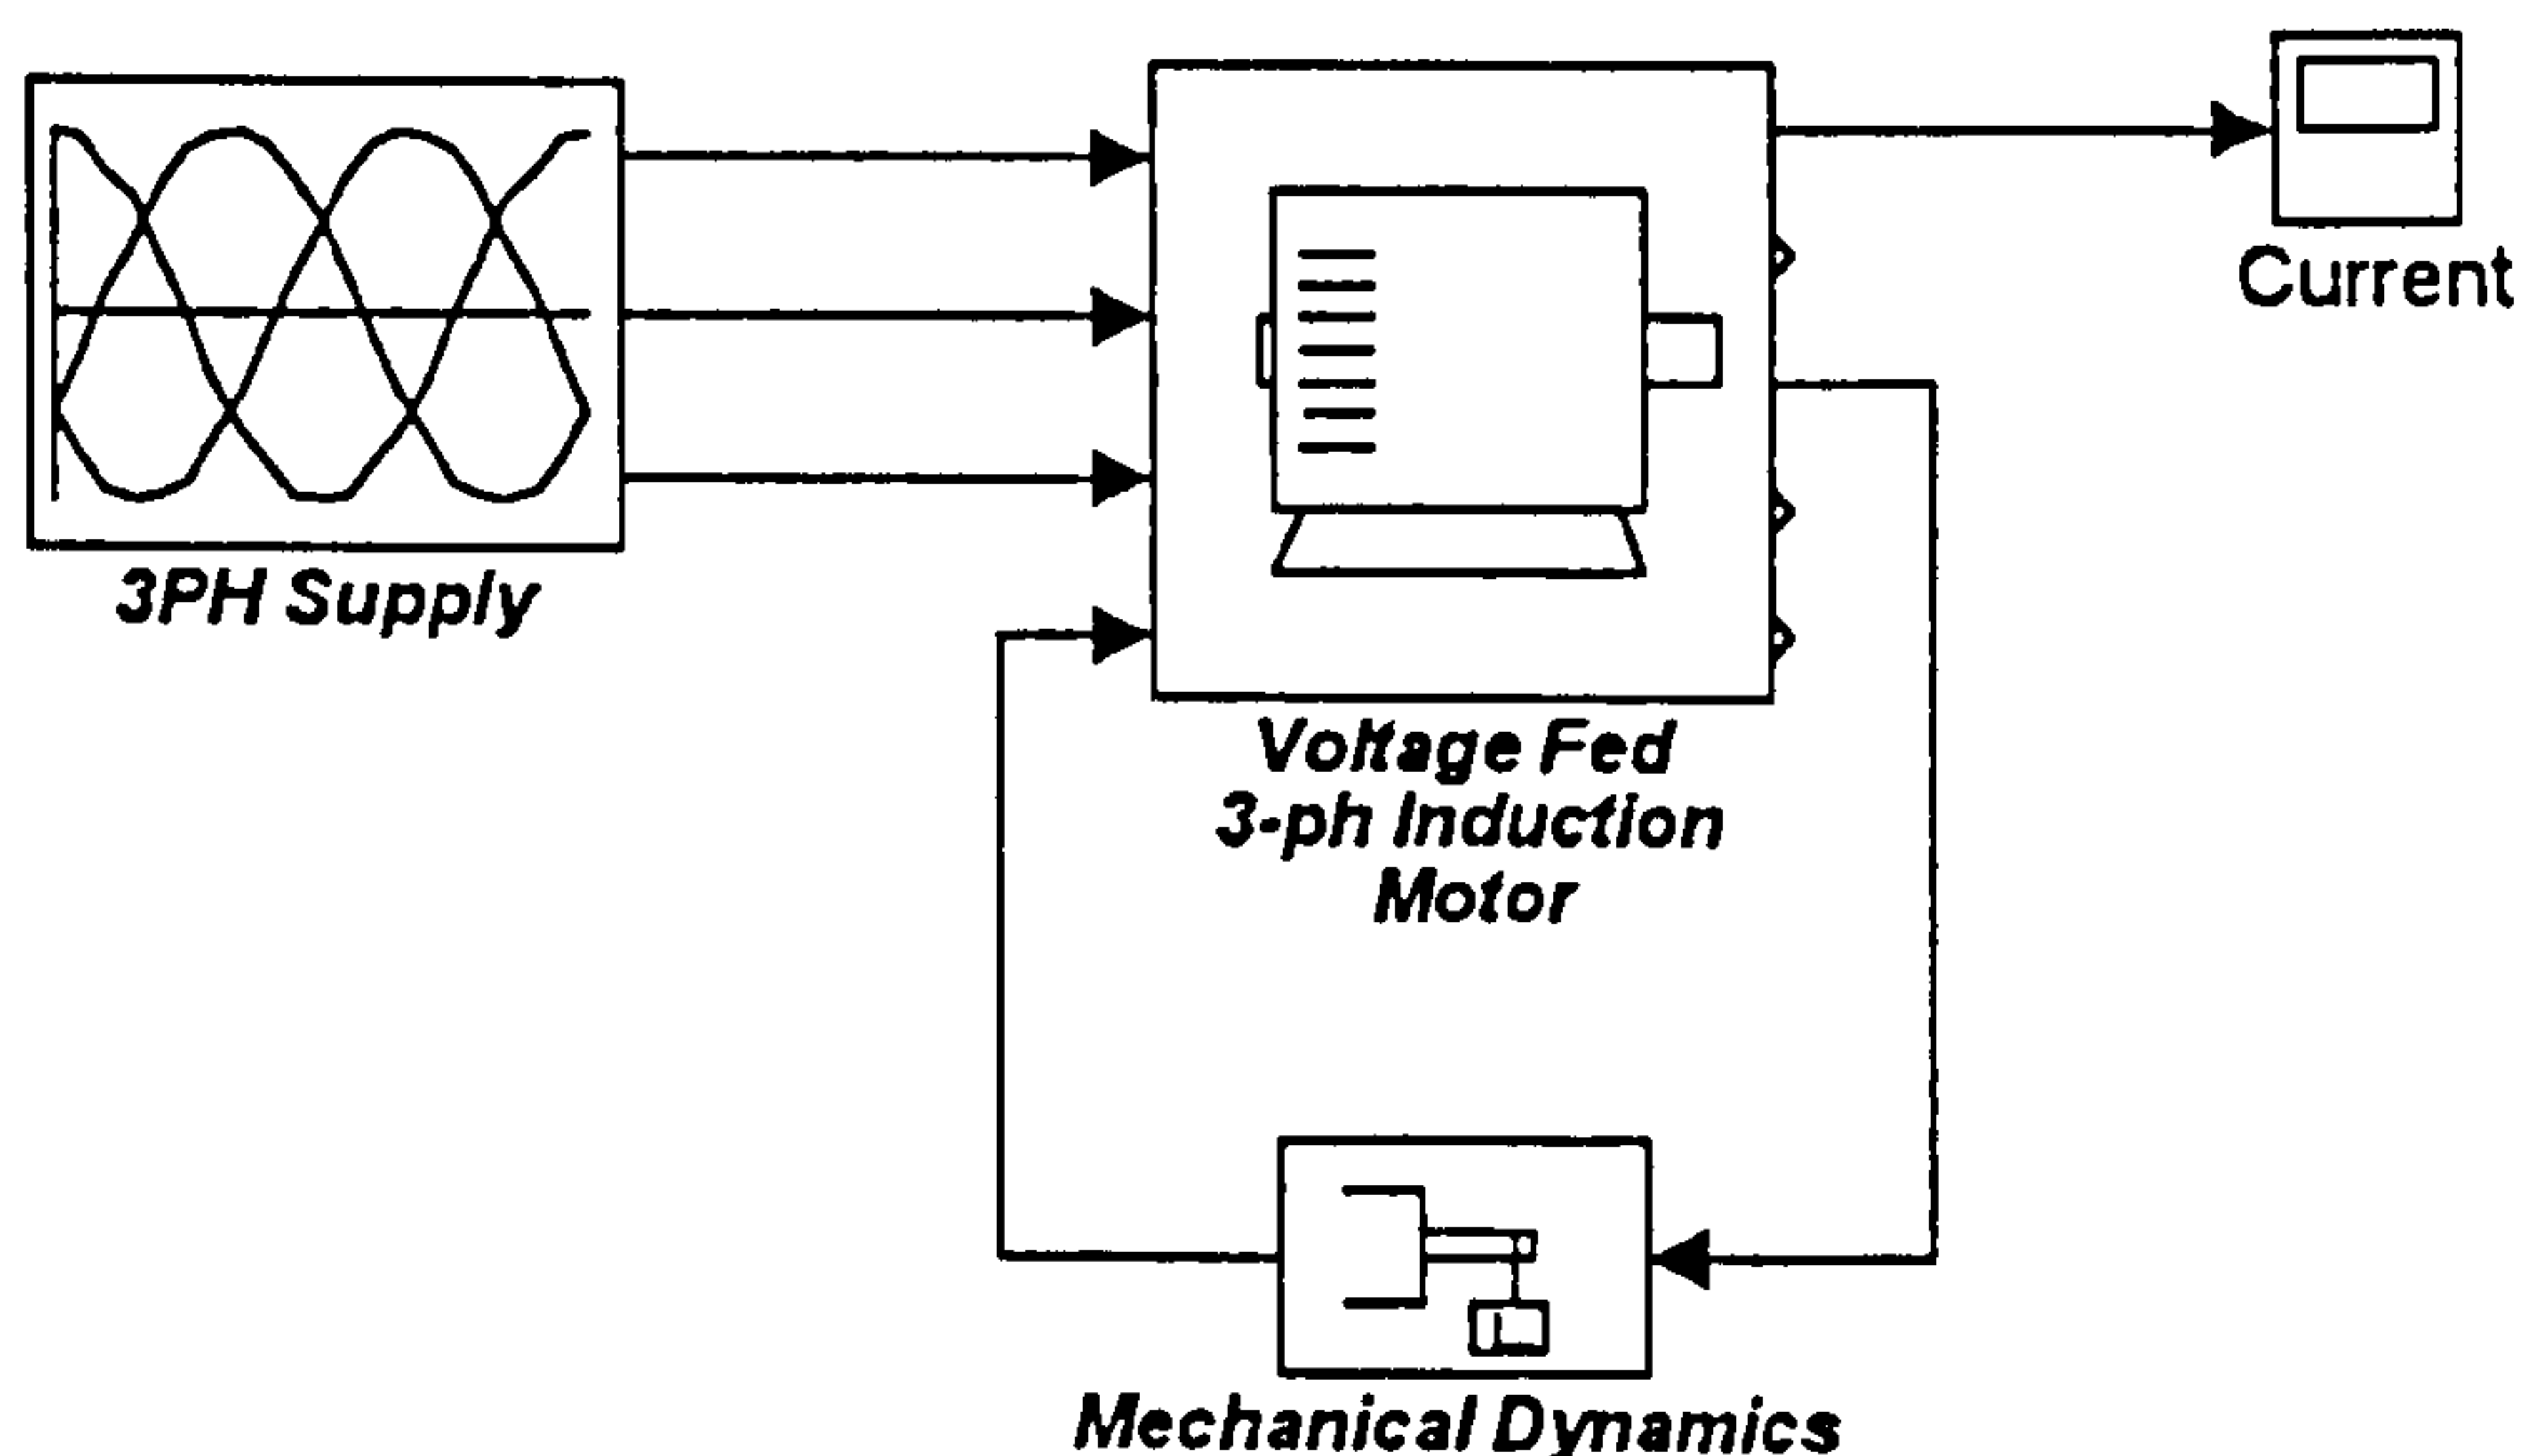 Current
3PH Supply
Voltage Fed
3-ph Induction
Motor
Mechanical Dynamics